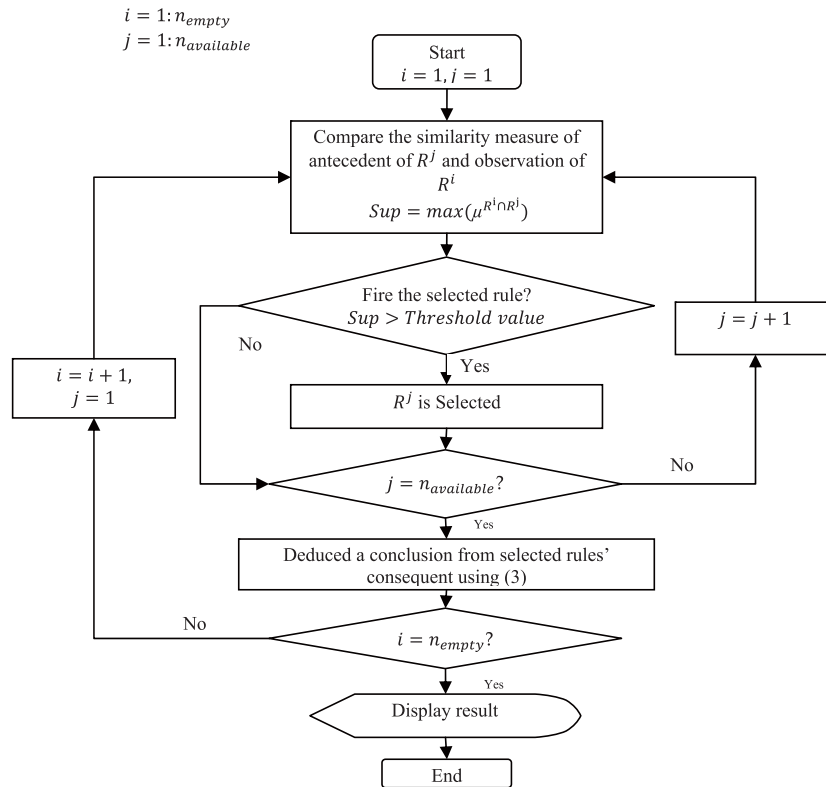 i = 1: n_empty
j = 1: n_available
Start
i = 1, j = 1
Compare the similarity measure of
antecedent of R^j and observation of
R^i
Sup = max(μ^{R^i∩R^j})
Fire the selected rule?
Sup > Threshold value
No
Yes
j = j + 1
i = i + 1,
j = 1
R^j is Selected
j = n_available?
No
Yes
Deduced a conclusion from selected rules'
consequent using (3)
No
i = n_empty?
Yes
Display result
End